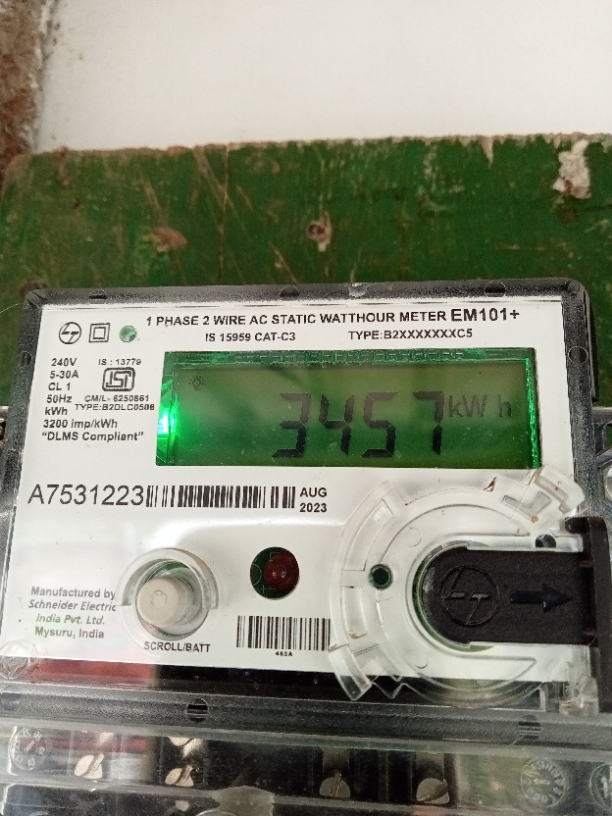 1 PHASE 2 WIRE AC STATIC WATTHOUR METER EM101+
IS 15959 CAT-C3 TYPE:B2XXXXXXXC5
240V IS : 13779
5-30A
CL 1
50Hz CM/L- 6250861
kWh TYPE:B2DLC0506
3200 imp/kWh
"DLMS Compliant"
3457 kWh
A7531223
AUG
2023
Manufactured by
Schneider Electric
India Pvt. Ltd.
Mysuru, India
SCROLL/BATT